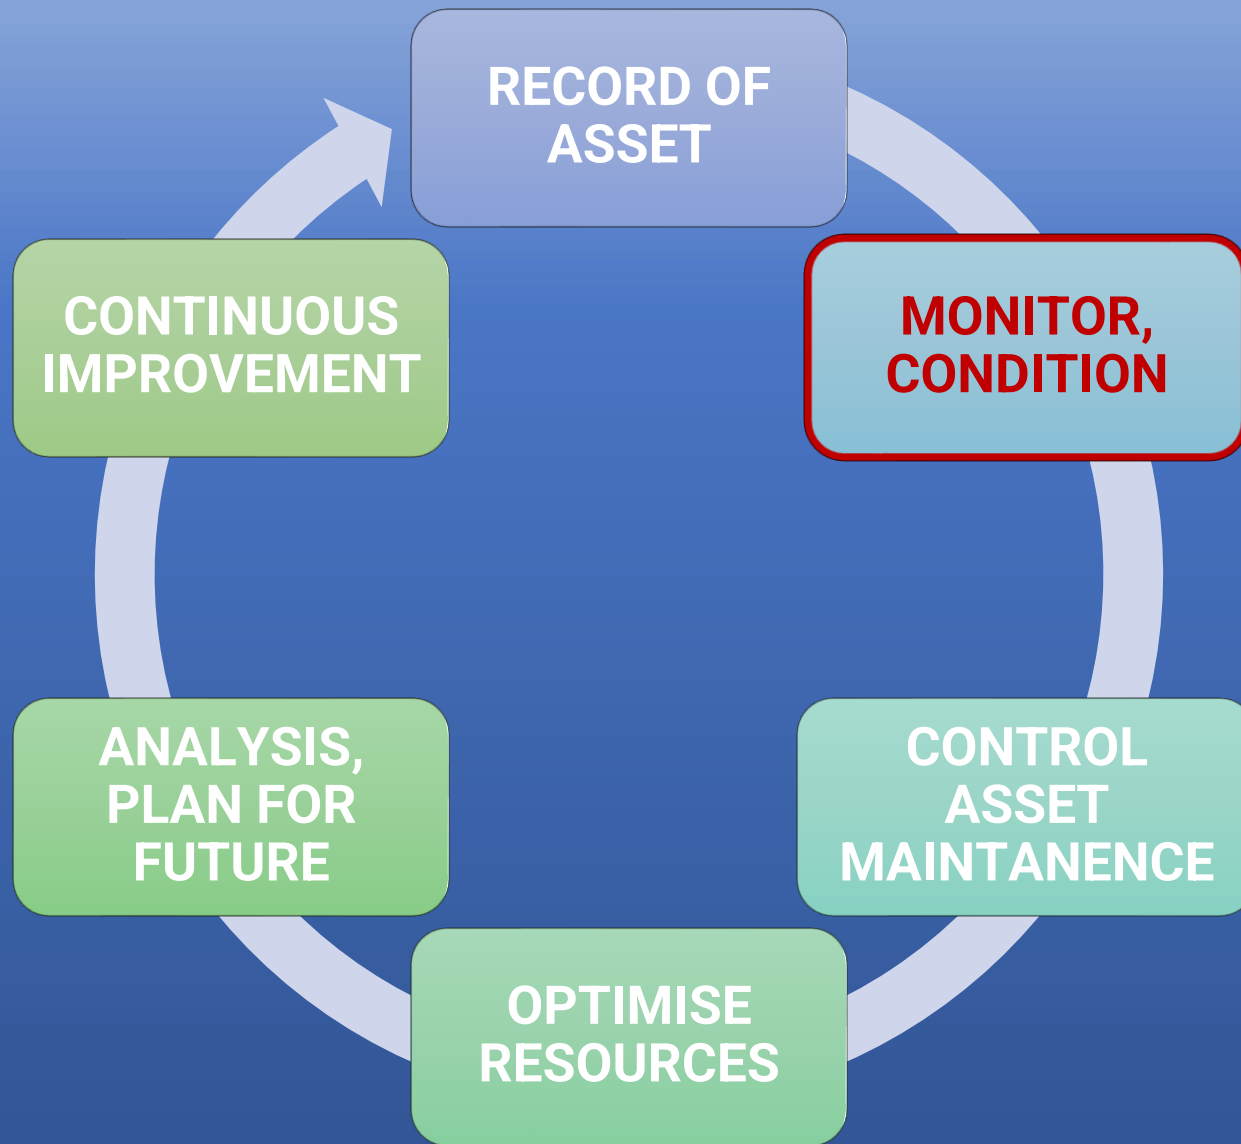 RECORD OF
ASSET
MONITOR,
CONDITION
CONTROL
ASSET
MAINTANENCE
OPTIMISE
RESOURCES
ANALYSIS,
PLAN FOR
FUTURE
CONTINUOUS
IMPROVEMENT